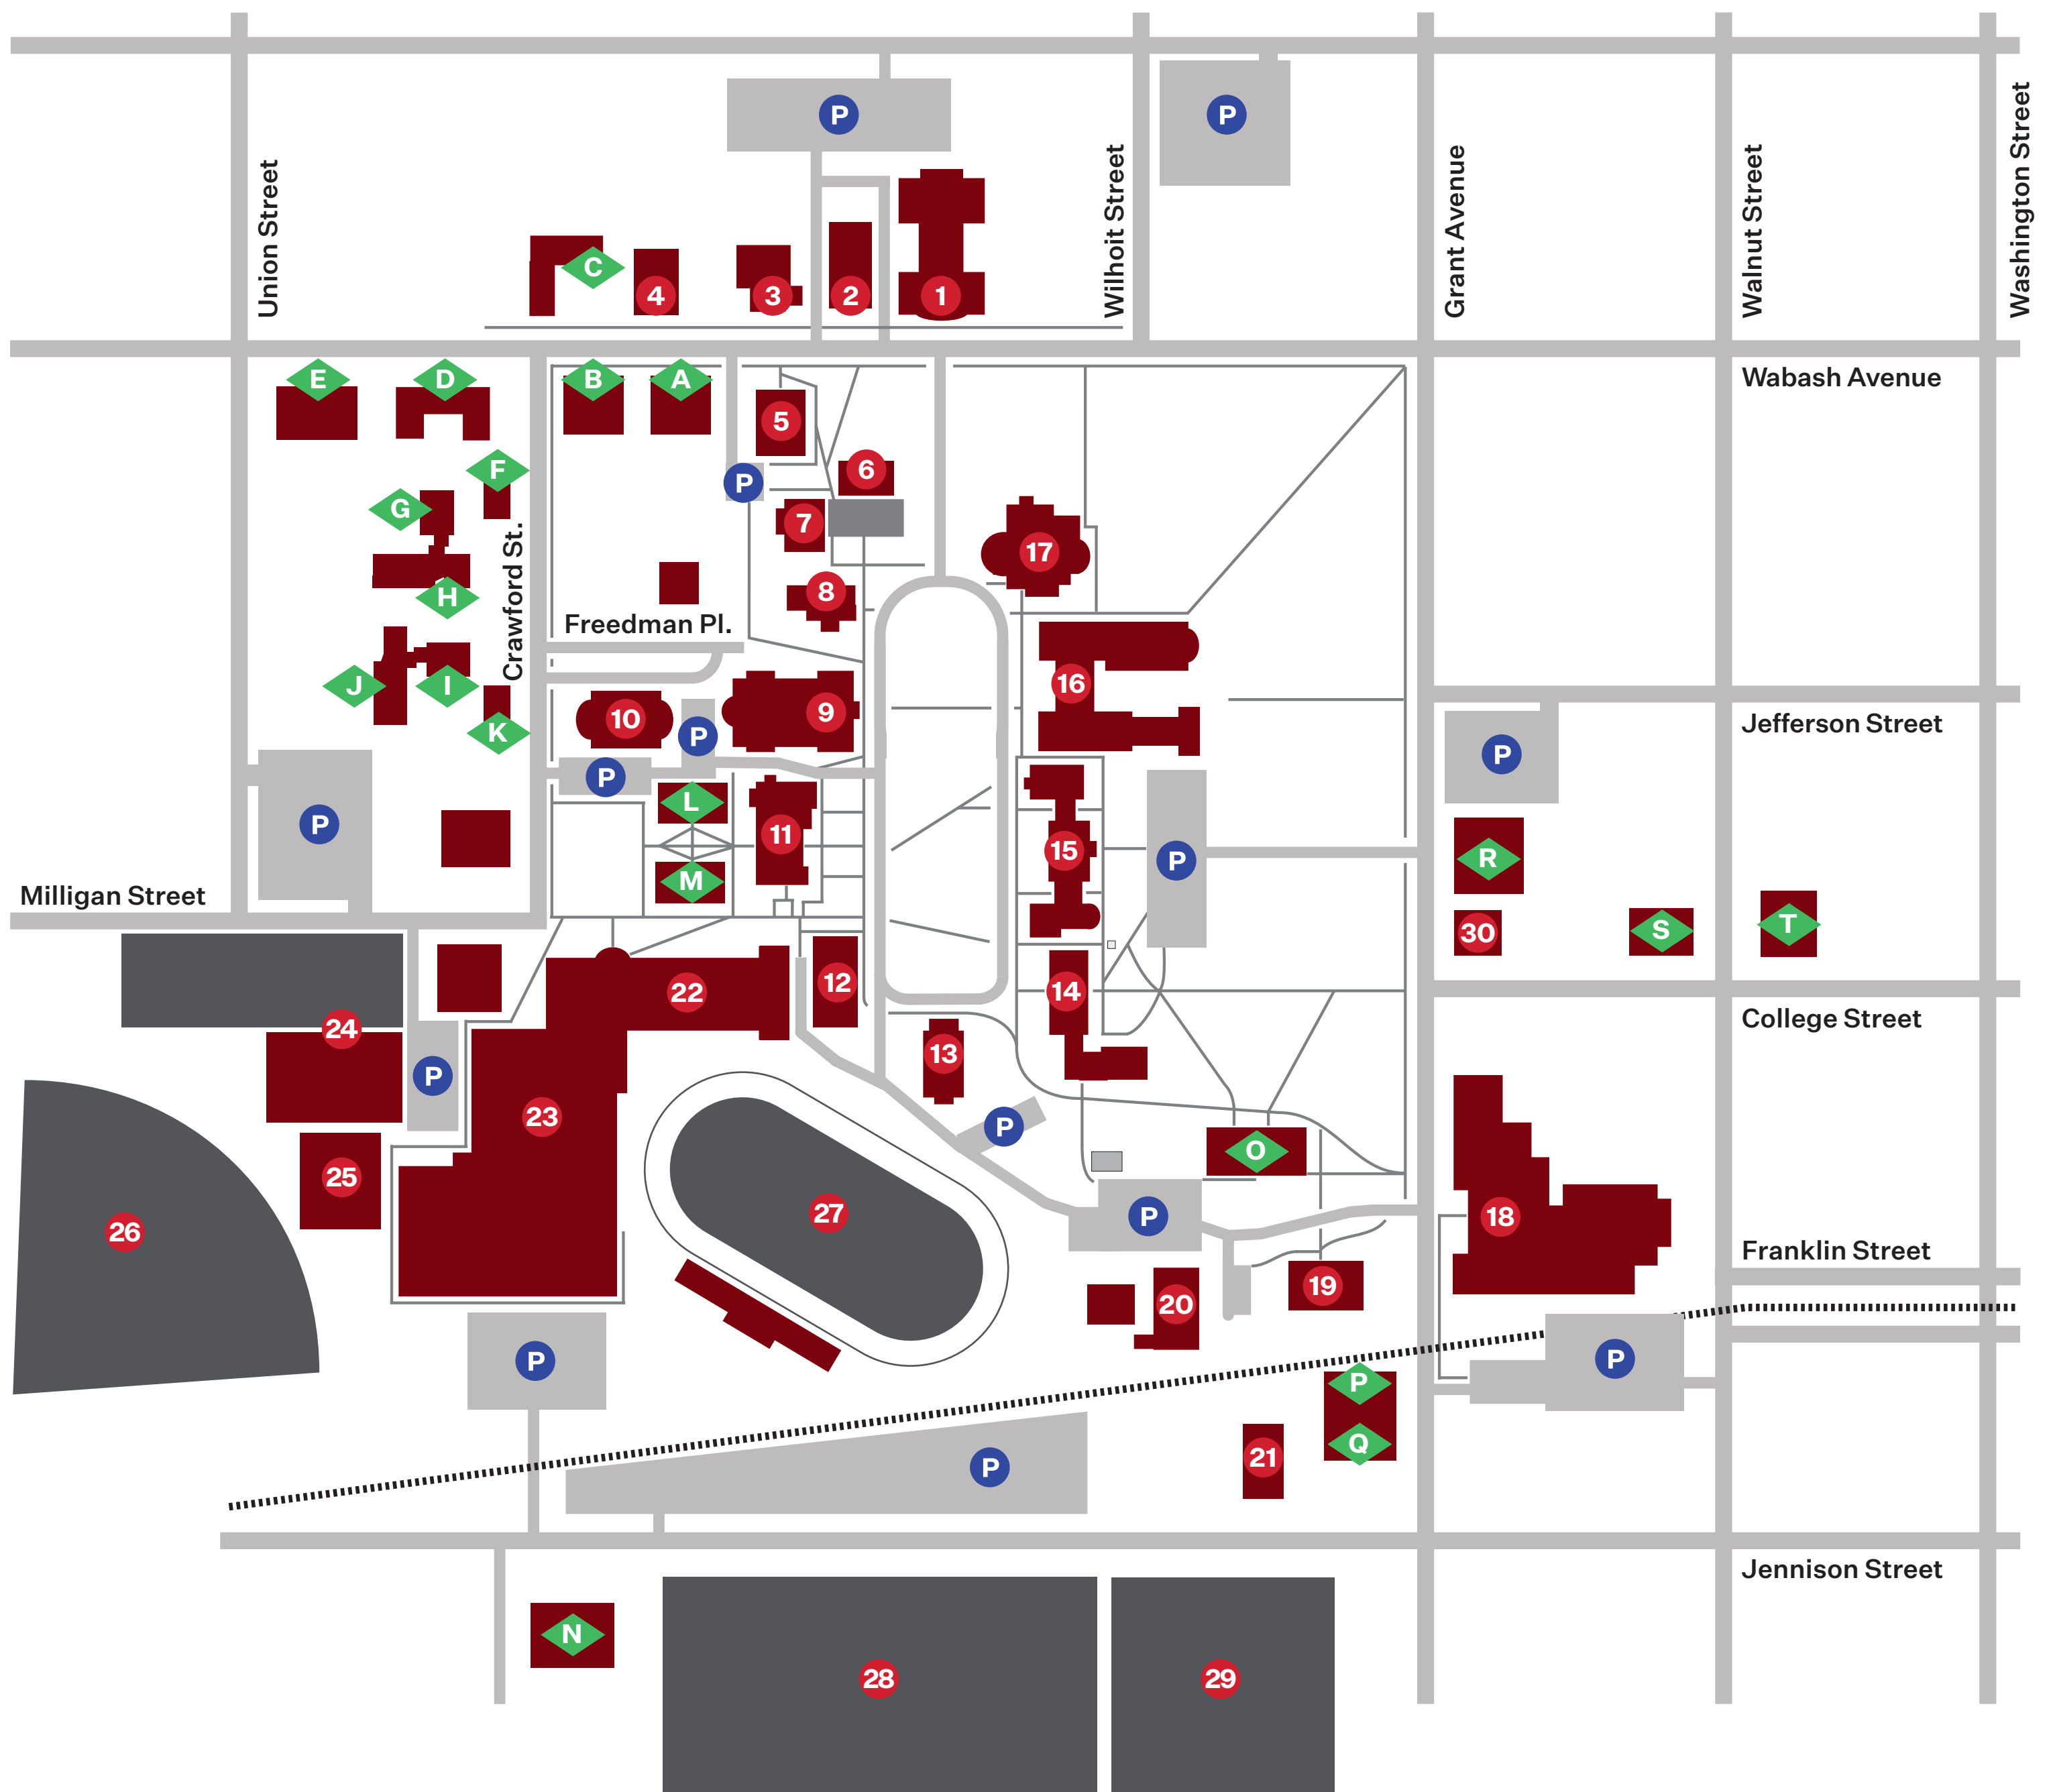 P
P
Union Street
Wilhoit Street
Grant Avenue
Walnut Street
Washington Street
C
4
3
2
1
E
D
B
A
Wabash Avenue
5
F
6
P
G
7
17
Crawford St.
8
H
Freedman Pl.
J
I
16
10
9
Jefferson Street
K
P
P
P
L
P
11
15
R
P
M
Milligan Street
T
S
30
12
22
14
College Street
24
13
P
23
P
O
25
27
P
18
26
Franklin Street
19
20
P
P
P
Q
21
P
Jennison Street
N
28
29